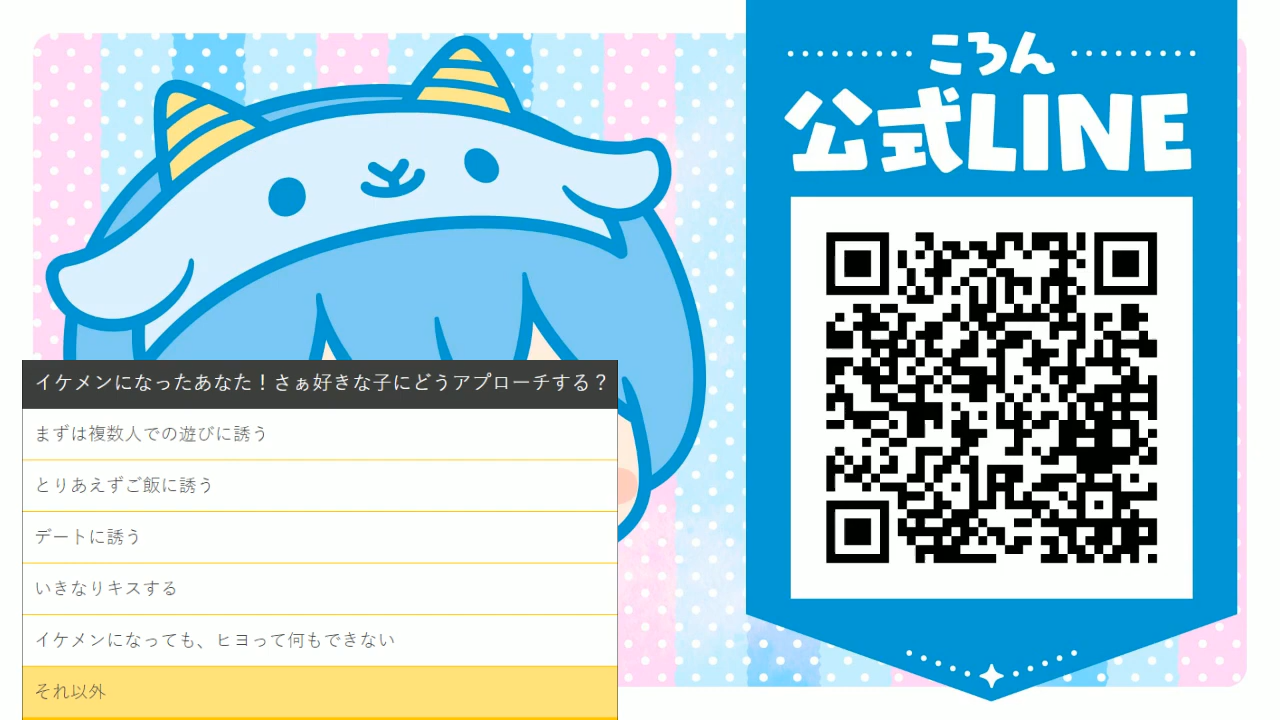 ころん
公式LINE
イケメンになったあなた！さぁ好きな子にどうアプローチする？
まずは複数人での遊びに誘う
とりあえずご飯に誘う
デートに誘う
いきなりキスする
イケメンになっても、ヒヨって何もできない
それ以外